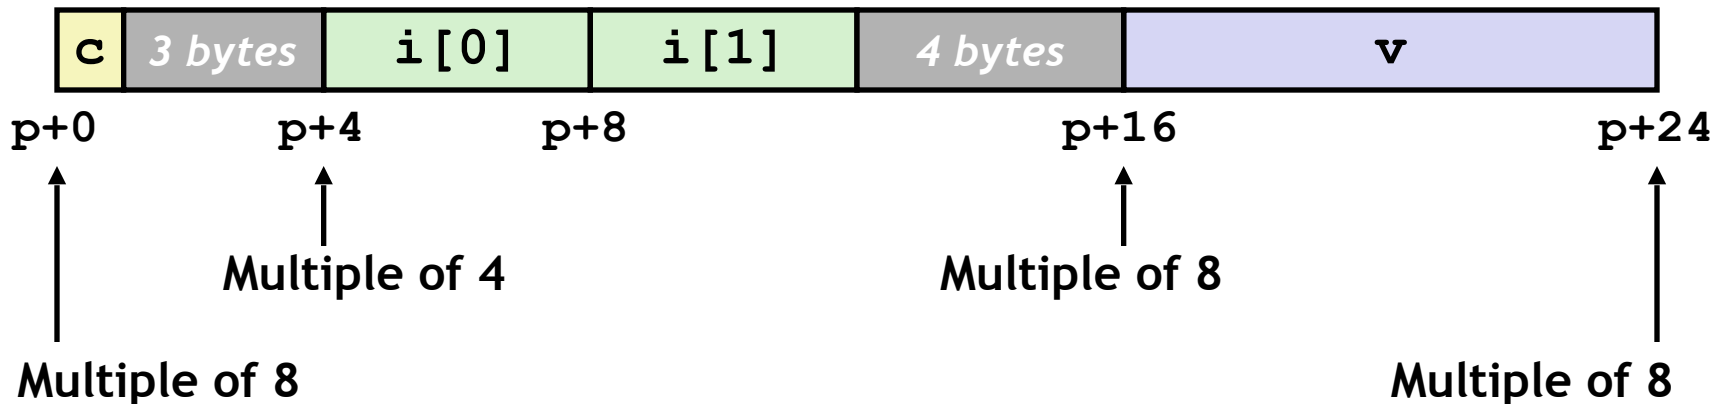 c 3 bytes i[0] i[1] 4 bytes v
p+0 p+4 p+8 p+16 p+24
Multiple of 4 Multiple of 8
Multiple of 8 Multiple of 8